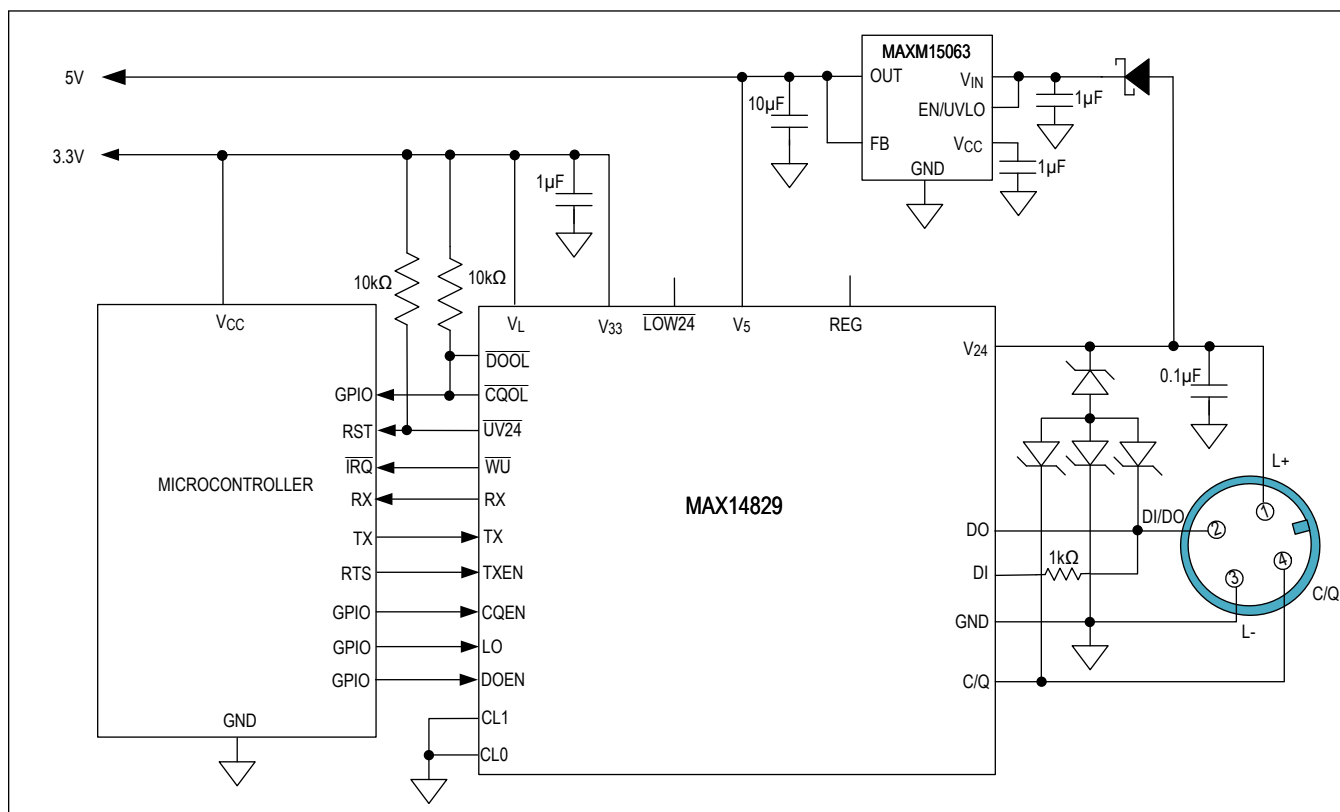 MAXM15063
5V
OUT
VIN
10µF
EN/UVLO
1µF
FB
VCC
1µF
GND
3.3V
1µF
10kΩ
10kΩ
VCC
VL
V33
LOW24
V5
REG
DOOL
V24
0.1µF
GPIO
CQOL
RST
UV24
IRQ
WU
L+
MICROCONTROLLER
RX
RX
MAX14829
TX
TX
DO
DI/DO
1
2
RTS
TXEN
DI
1kΩ
3
4
C/Q
GPIO
CQEN
GND
L-
GPIO
LO
GPIO
DOEN
C/Q
GND
CL1
CL0